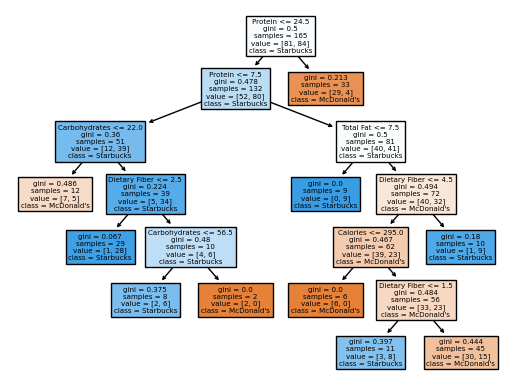 Protein <= 24.5
gini = 0.5
samples = 165
value = [81, 84]
class = Starbucks
Protein <= 7.5
gini = 0.478
samples = 132
value = [52, 80]
class = Starbucks
gini = 0.213
samples = 33
value = [29, 4]
class = McDonald's
Carbohydrates <= 22.0
gini = 0.36
samples = 51
value = [12, 39]
class = Starbucks
Total Fat <= 7.5
gini = 0.5
samples = 81
value = [40, 41]
class = Starbucks
gini = 0.486
samples = 12
value = [7, 5]
class = McDonald's
Dietary Fiber <= 2.5
gini = 0.224
samples = 39
value = [5, 34]
class = Starbucks
gini = 0.0
samples = 9
value = [0, 9]
class = Starbucks
Dietary Fiber <= 4.5
gini = 0.494
samples = 72
value = [40, 32]
class = McDonald's
gini = 0.067
samples = 29
value = [1, 28]
class = Starbucks
Carbohydrates <= 56.5
gini = 0.48
samples = 10
value = [4, 6]
class = Starbucks
Calories <= 295.0
gini = 0.467
samples = 62
value = [39, 23]
class = McDonald's
gini = 0.18
samples = 10
value = [1, 9]
class = Starbucks
gini = 0.375
samples = 8
value = [2, 6]
class = Starbucks
gini = 0.0
samples = 2
value = [2, 0]
class = McDonald's
gini = 0.0
samples = 6
value = [6, 0]
class = McDonald's
Dietary Fiber <= 1.5
gini = 0.484
samples = 56
value = [33, 23]
class = McDonald's
gini = 0.397
samples = 11
value = [3, 8]
class = Starbucks
gini = 0.444
samples = 45
value = [30, 15]
class = McDonald's